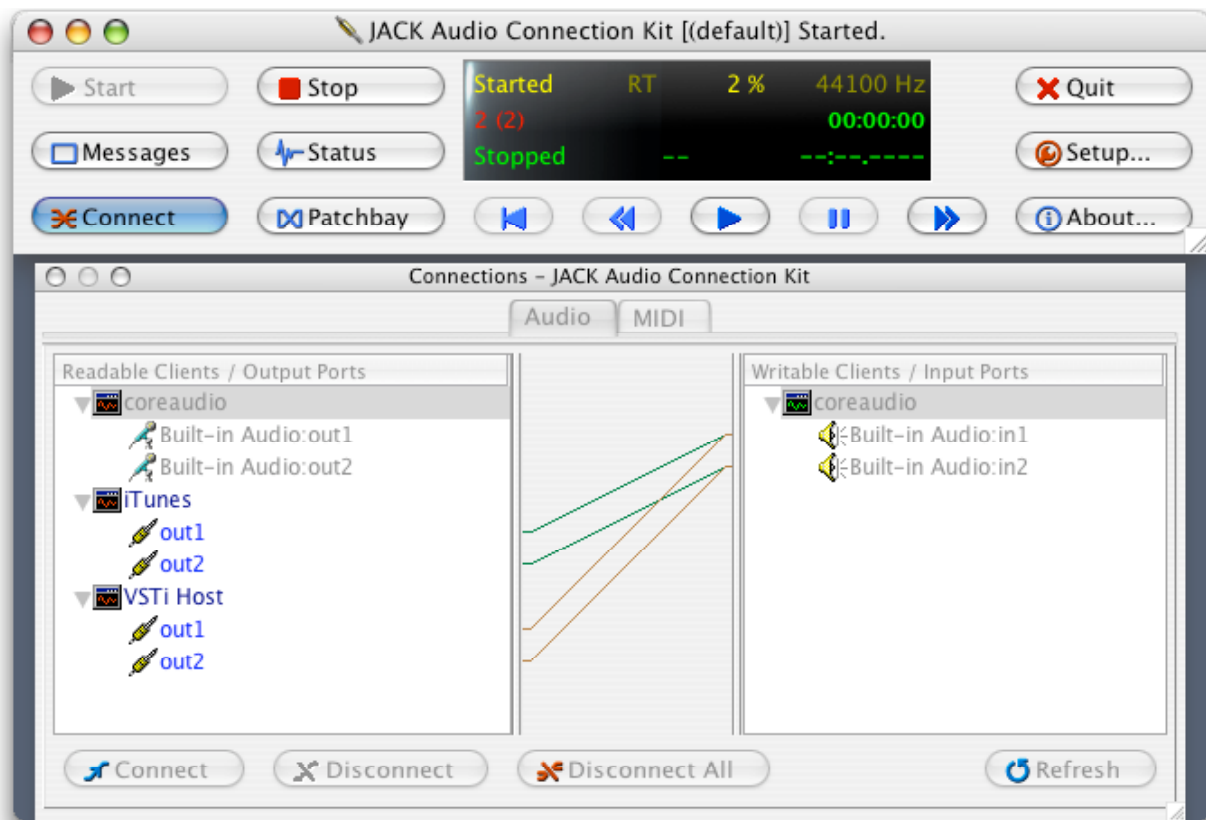 JACK Audio Connection Kit [(default)] Started.
Start
Stop
Started RT 2 % 44100 Hz
Quit
2 (2) 00:00:00
Messages
Status
Stopped -- --:--.----
Setup...
Connect
Patchbay
About...
Connections - JACK Audio Connection Kit
Audio
MIDI
Readable Clients / Output Ports
coreaudio
Built-in Audio:out1
Built-in Audio:out2
iTunes
out1
out2
VSTi Host
out1
out2
Writable Clients / Input Ports
coreaudio
Built-in Audio:in1
Built-in Audio:in2
Connect
Disconnect
Disconnect All
Refresh